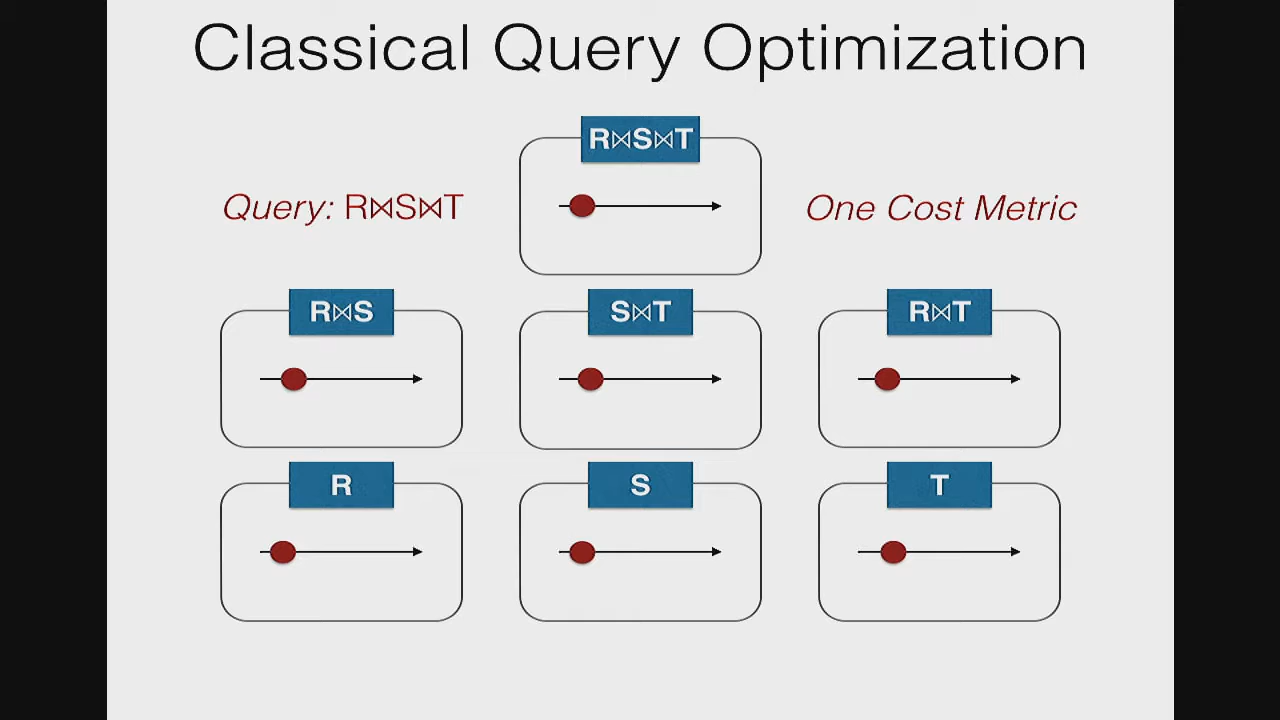 Classical Query Optimization
R⋈S⋈T
Query: R⋈S⋈T
One Cost Metric
R⋈S
S⋈T
R⋈T
R
S
T